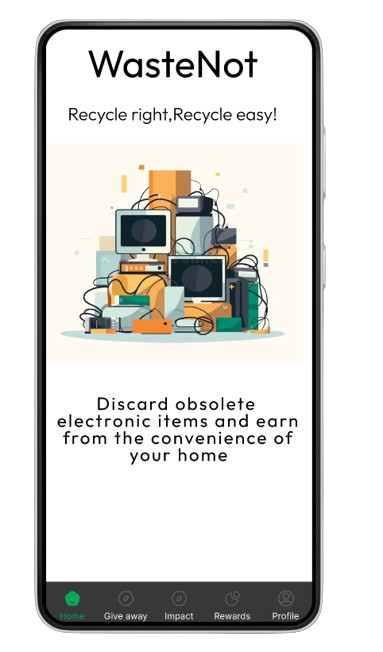 WasteNot
Recycle right,Recycle easy!
Discard obsolete
electronic items and earn
from the convenience of
your home
Home Give away Impact Rewards Profile